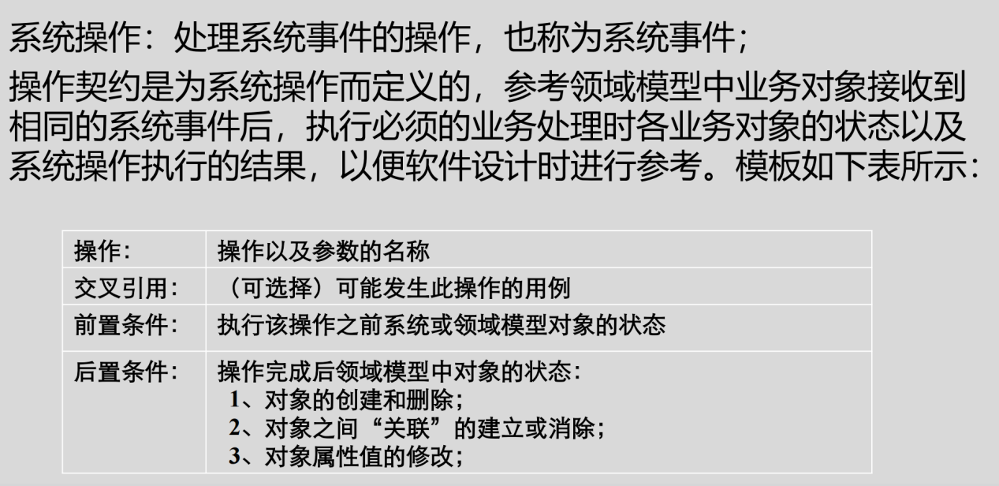 系统操作：处理系统事件的操作，也称为系统事件；
操作契约是为系统操作而定义的，参考领域模型中业务对象接收到
相同的系统事件后，执行必须的业务处理时各业务对象的状态以及
系统操作执行的结果，以便软件设计时进行参考。模板如下表所示：
操作： 操作以及参数的名称
交叉引用： （可选择）可能发生此操作的用例
前置条件： 执行该操作之前系统或领域模型对象的状态
后置条件： 操作完成后领域模型中对象的状态：
1、对象的创建和删除；
2、对象之间“关联”的建立或消除；
3、对象属性值的修改；